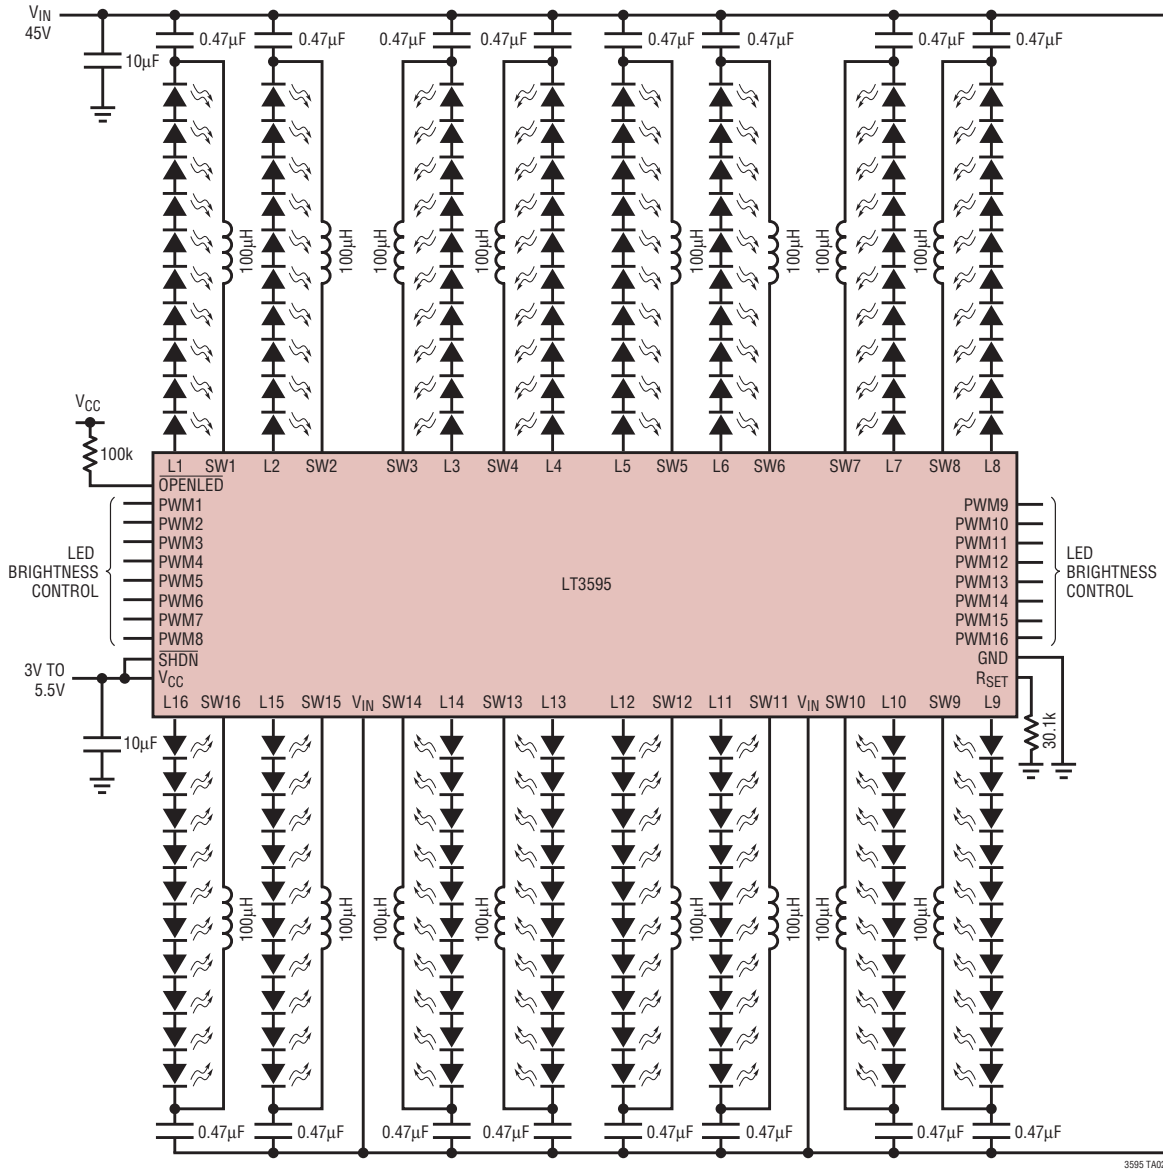 VIN
45V
10µF
0.47µF 0.47µF 0.47µF 0.47µF 0.47µF 0.47µF 0.47µF 0.47µF
100µH 100µH 100µH 100µH 100µH 100µH 100µH 100µH
VCC
100k
L1 SW1 L2 SW2 SW3 L3 SW4 L4 L5 SW5 L6 SW6 SW7 L7 SW8 L8
OPENLED
PWM1
PWM2
PWM3
PWM4
PWM5
PWM6
PWM7
PWM8
LED
BRIGHTNESS
CONTROL
LT3595
PWM9
PWM10
PWM11
PWM12
PWM13
PWM14
PWM15
PWM16
LED
BRIGHTNESS
CONTROL
SHDN
VCC
3V TO
5.5V
GND
RSET
30.1k
L16 SW16 L15 SW15 VIN SW14 L14 SW13 L13 L12 SW12 L11 SW11 VIN SW10 L10 SW9 L9
10µF
100µH 100µH 100µH 100µH 100µH 100µH 100µH 100µH
0.47µF 0.47µF 0.47µF 0.47µF 0.47µF 0.47µF 0.47µF 0.47µF
3595 TA02